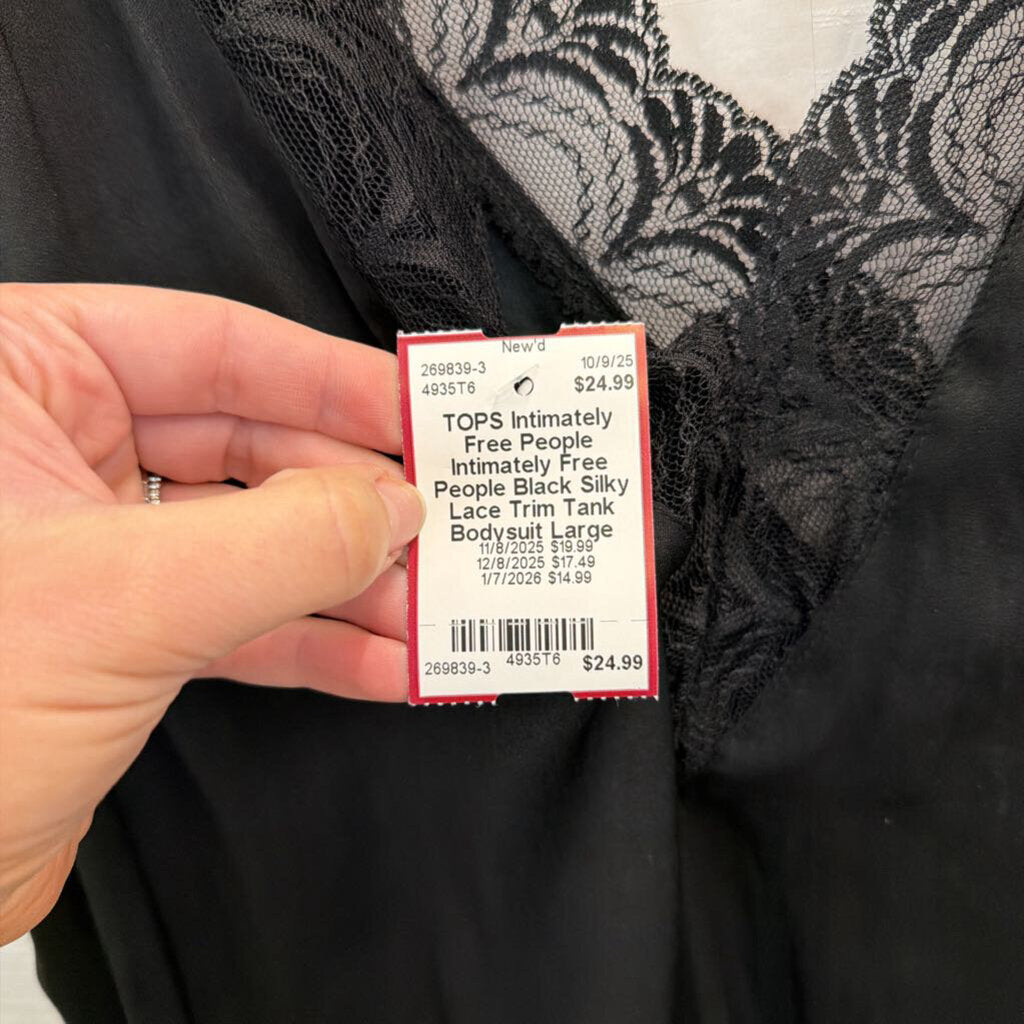 New'd
269839-3 10/9/25
4935T6 $24.99
TOPS Intimately
Free People
Intimately Free
People Black Silky
Lace Trim Tank
Bodysuit Large
11/8/2025 $19.99
12/8/2025 $17.49
1/7/2026 $14.99
269839-3 4935T6 $24.99